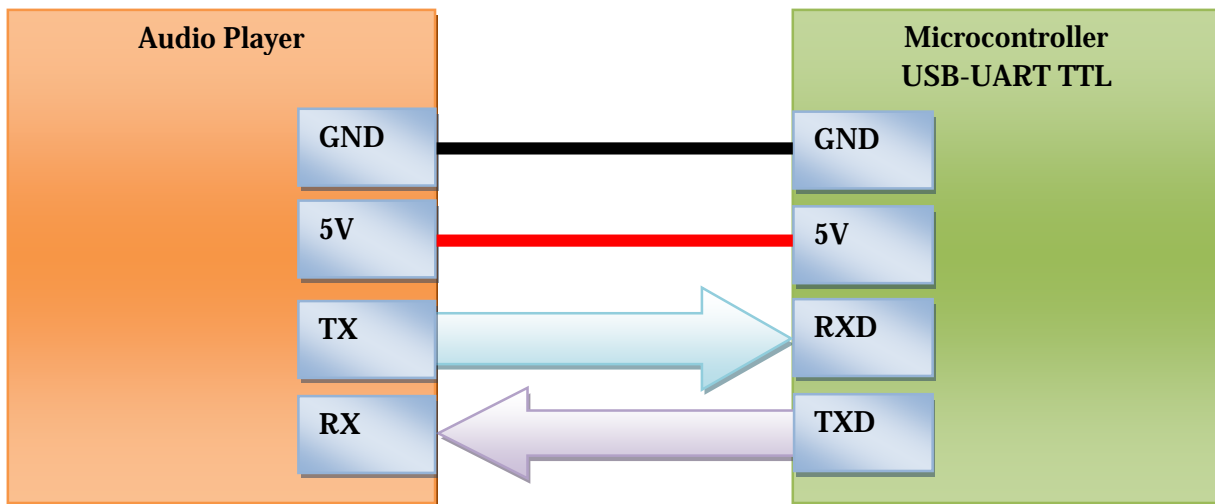 Audio Player
GND
5V
TX
RX
Microcontroller
USB-UART TTL
GND
5V
RXD
TXD